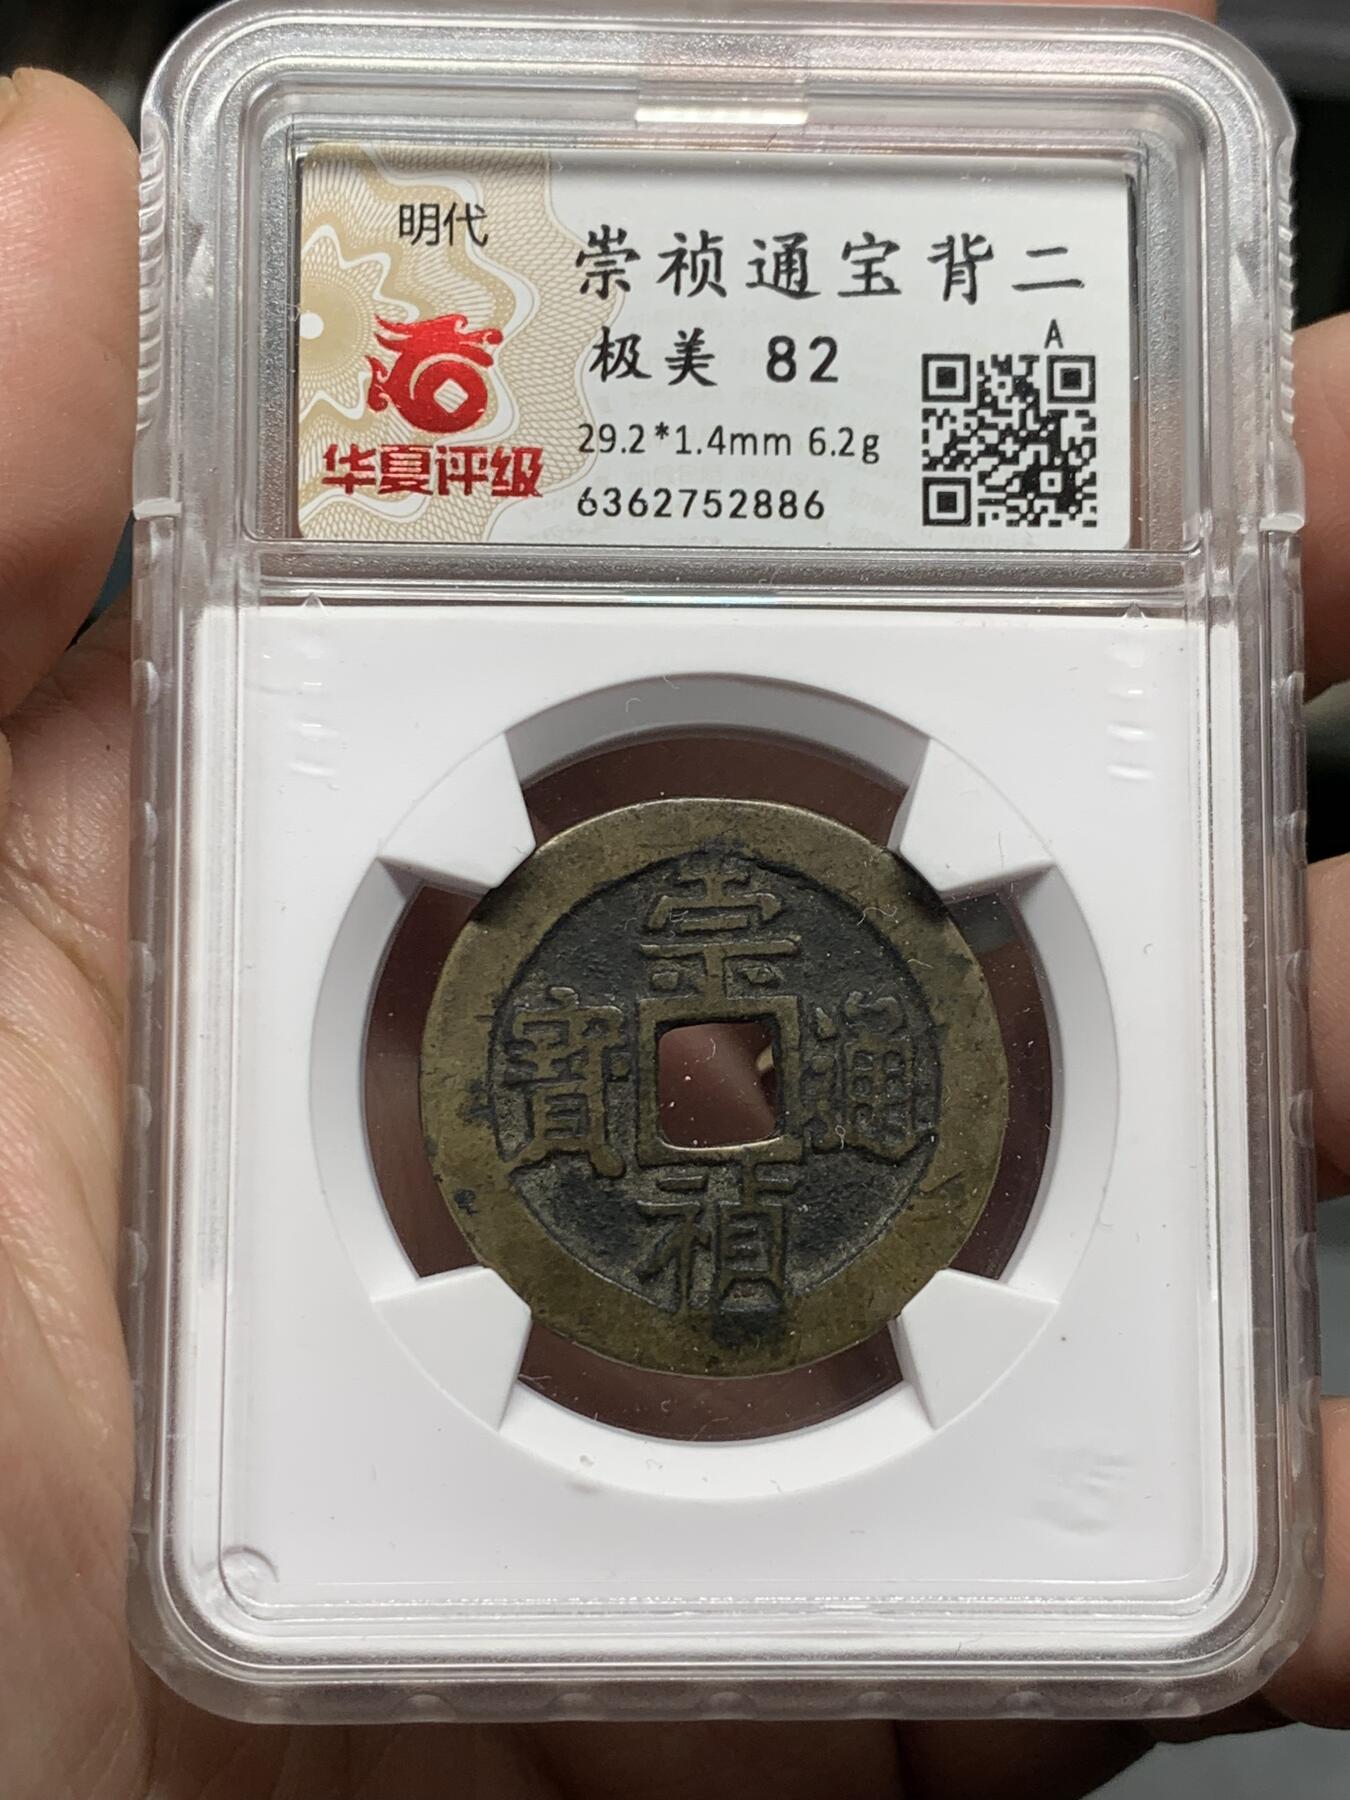 明代
华夏评级
崇祯通宝背二
极美 82
A
29.2*1.4mm 6.2g
6362752886
崇
寶 通
祯